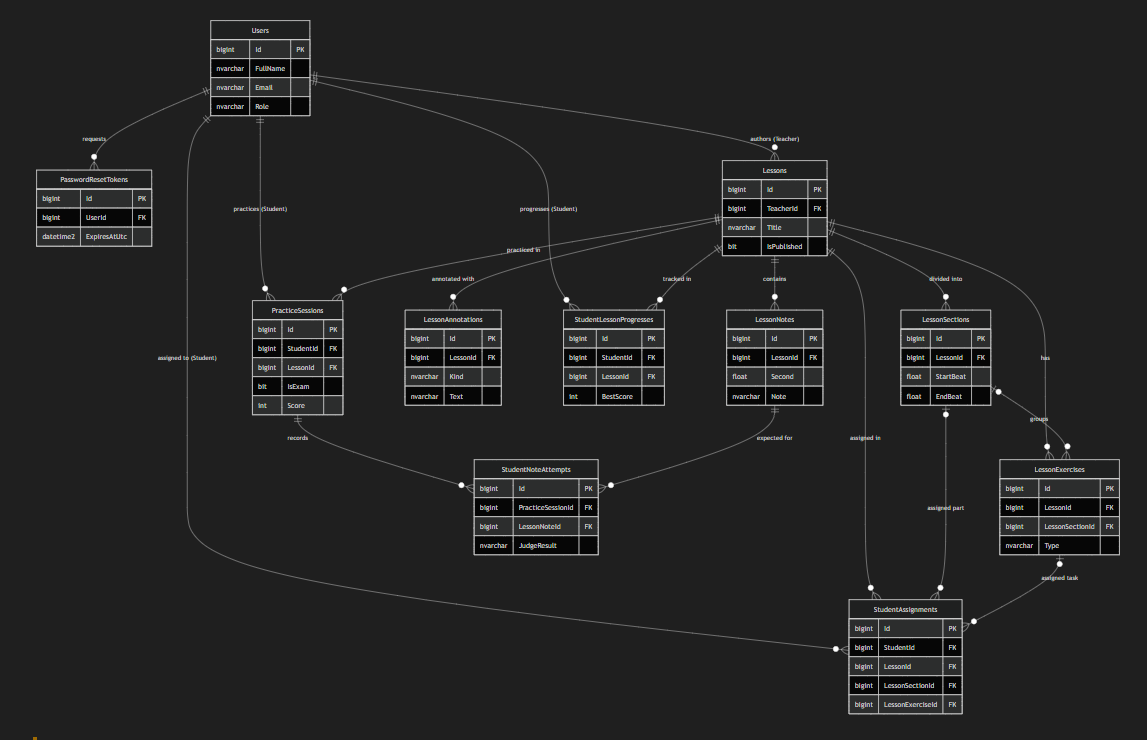 Users
bigint Id PK
nvarchar FullName
nvarchar Email
nvarchar Role
requests
authors (Teacher)
PasswordResetTokens
bigint Id PK
bigint UserId FK
datetime2 ExpiresAtUtc
Lessons
bigint Id PK
bigint TeacherId FK
nvarchar Title
bit IsPublished
practices (Student)
progresses (Student)
practiced in
annotated with
tracked in
contains
divided into
PracticeSessions
bigint Id PK
bigint StudentId FK
bigint LessonId FK
bit IsExam
int Score
LessonAnnotations
bigint Id PK
bigint LessonId FK
nvarchar Kind
nvarchar Text
StudentLessonProgresses
bigint Id PK
bigint StudentId FK
bigint LessonId FK
int BestScore
LessonNotes
bigint Id PK
bigint LessonId FK
float Second
nvarchar Note
LessonSections
bigint Id PK
bigint LessonId FK
float StartBeat
float EndBeat
assigned to (Student)
has
groups
records
expected for
assigned in
StudentNoteAttempts
bigint Id PK
bigint PracticeSessionId FK
bigint LessonNoteId FK
nvarchar JudgeResult
LessonExercises
bigint Id PK
bigint LessonId FK
bigint LessonSectionId FK
nvarchar Type
assigned part
assigned task
StudentAssignments
bigint Id PK
bigint StudentId FK
bigint LessonId FK
bigint LessonSectionId FK
bigint LessonExerciseId FK